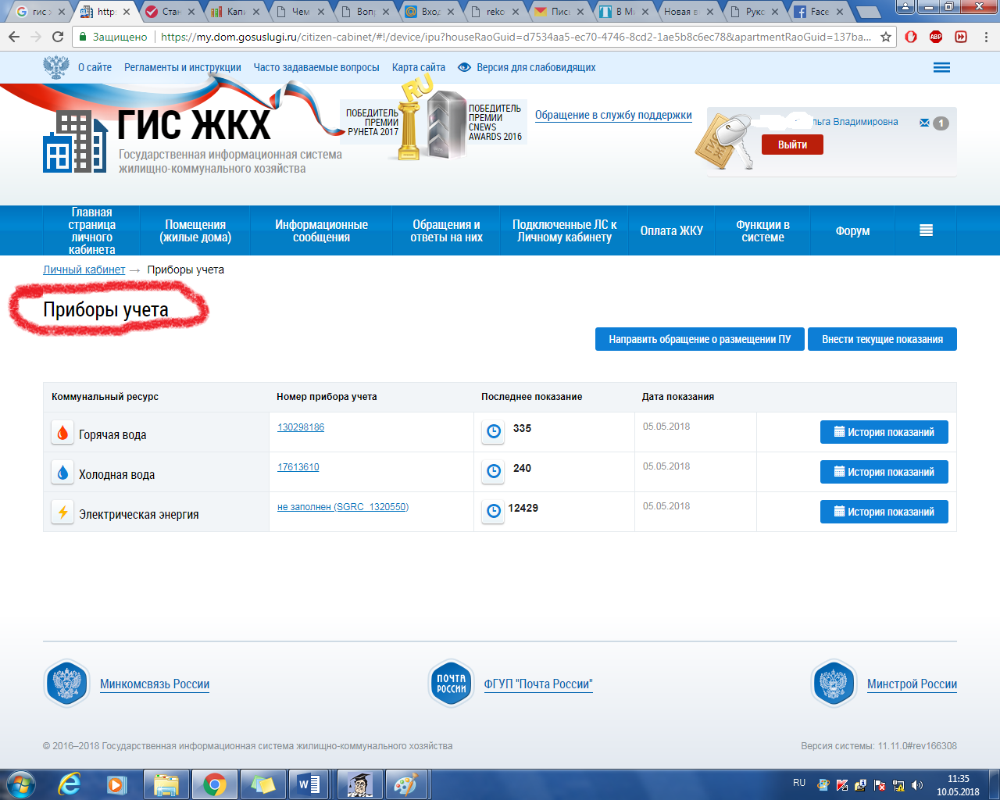 гис ж
http:
Стан
Капи
Чем
Вопр
Вход
reko
Пись
В Ми
Новая в
Рукс
Face
Защищено https://my.dom.gosuslugi.ru/citizen-cabinet/#!/device/ipu?houseRaoGuid=d7534aa5-ec70-4746-8cd2-1ae5b8c6ec78&apartmentRaoGuid=137ba...
ABP
О сайте Регламенты и инструкции Часто задаваемые вопросы Карта сайта Версия для слабовидящих
ГИС ЖКХ
Государственная информационная система
жилищно-коммунального хозяйства
ПОБЕДИТЕЛЬ
ПРЕМИИ
РУНЕТА 2017
RU
ПОБЕДИТЕЛЬ
ПРЕМИИ
CNEWS
AWARDS 2016
Обращение в службу поддержки
ГИС
ЖК
льга Владимировна 1
Выйти
Главная
страница
личного
кабинета
Помещения
(жилые дома)
Информационные
сообщения
Обращения и
ответы на них
Подключенные ЛС к
Личному кабинету
Оплата ЖКУ
Функции в
системе
Форум
Личный кабинет → Приборы учета
Приборы учета
Направить обращение о размещении ПУ Внести текущие показания
Коммунальный ресурс Номер прибора учета Последнее показание Дата показания
Горячая вода 130298186 335 05.05.2018 История показаний
Холодная вода 17613610 240 05.05.2018 История показаний
Электрическая энергия не заполнен (SGRC_1320550) 12429 05.05.2018 История показаний
Минкомсвязь России
ПОЧТА
РОССИИ
ФГУП "Почта России"
Минстрой России
© 2016–2018 Государственная информационная система жилищно-коммунального хозяйства Версия системы: 11.11.0#rev166308
RU
11:35
10.05.2018